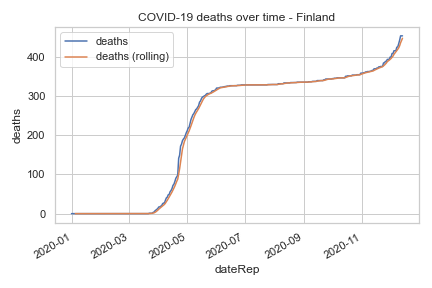 COVID-19 deaths over time - Finland
deaths
deaths (rolling)
400
300
200
100
0
deaths
2020-01
2020-03
2020-05
2020-07
2020-09
2020-11
dateRep